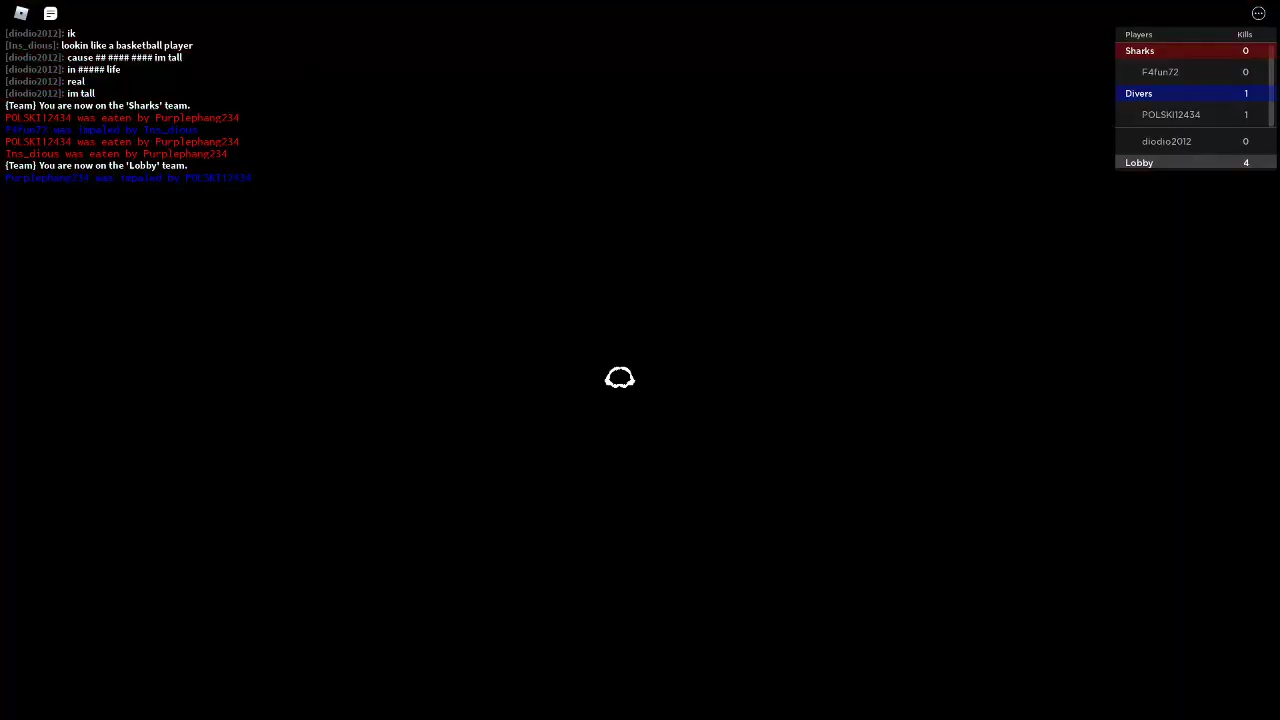 [diodio2012]: ik
[Ins_dious]: lookin like a basketball player
[diodio2012]: cause ## #### #### im tall
[diodio2012]: in ##### life
[diodio2012]: real
[diodio2012]: im tall
{Team} You are now on the 'Sharks' team.
POLSKI12434 was eaten by Purplephang234
F4fun72 was impaled by Ins_dious
POLSKI12434 was eaten by Purplephang234
Ins_dious was eaten by Purplephang234
{Team} You are now on the 'Lobby' team.
Purplephang234 was impaled by POLSKI12434
Players Kills
Sharks 0
F4fun72 0
Divers 1
POLSKI12434 1
diodio2012 0
Lobby 4